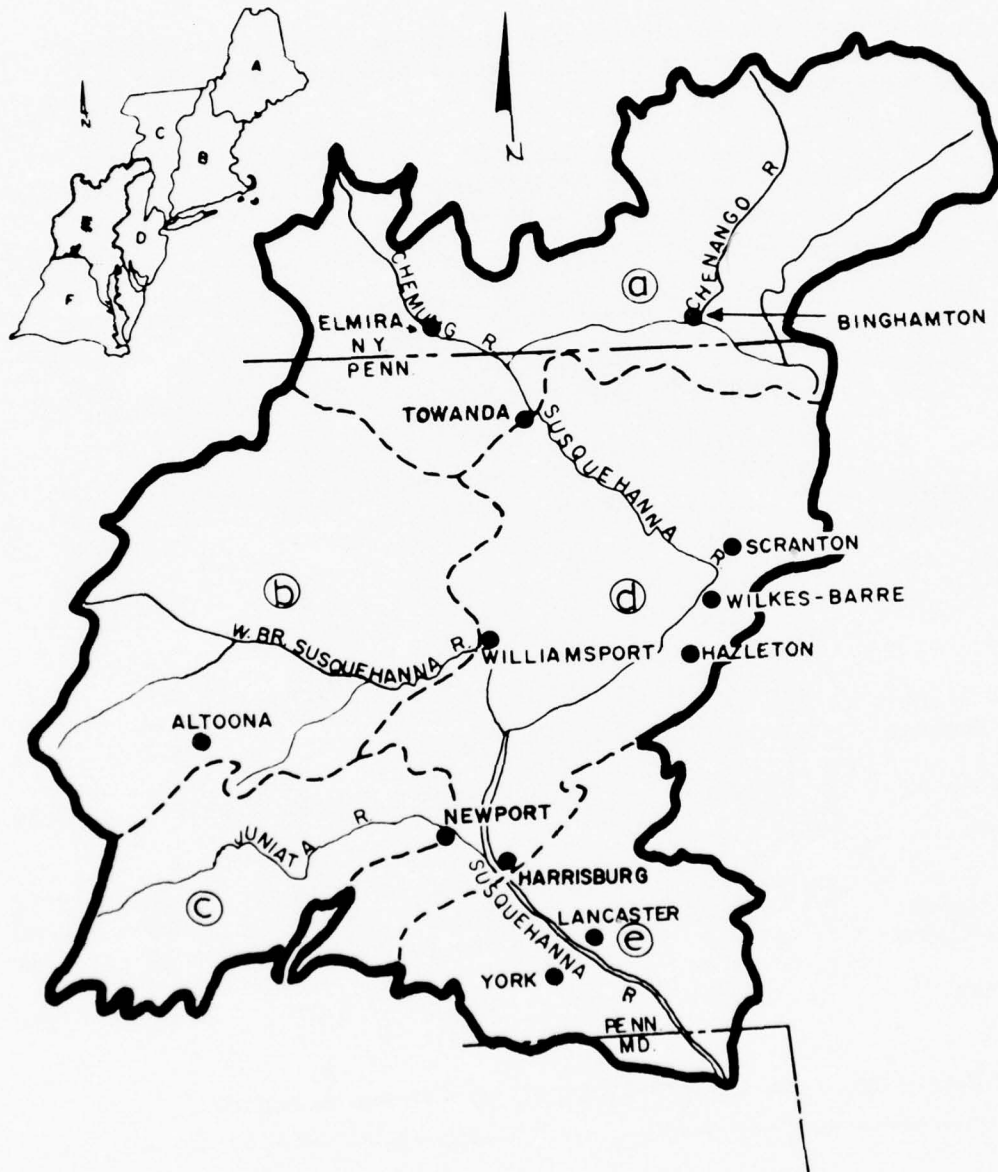 A
N
C
B
E
D
F
N
CHENANGO R
CHEMUNG R
ⓐ
ELMIRA
NY
PENN.
BINGHAMTON
TOWANDA
SUSQUEHANNA R
SCRANTON
ⓑ
ⓓ
WILKES-BARRE
W. BR. SUSQUEHANNA R.
WILLIAMSPORT
HAZLETON
ALTOONA
NEWPORT
JUNIATA R.
HARRISBURG
SUSQUEHANNA R
ⓒ
LANCASTER
ⓔ
YORK
PENN
MD.